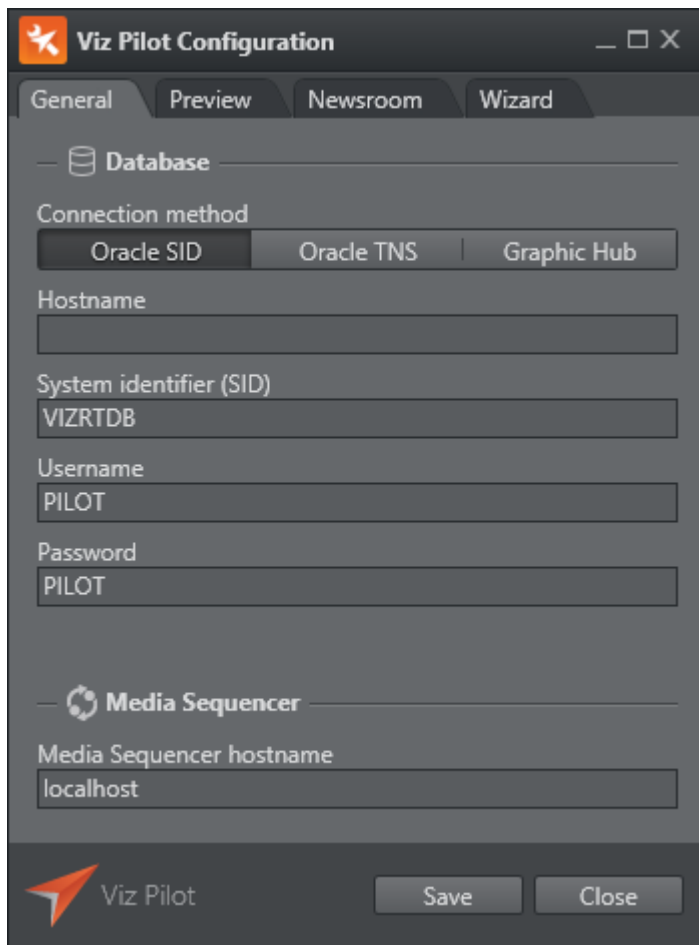 Viz Pilot Configuration
General Preview Newsroom Wizard
Database
Connection method
Oracle SID Oracle TNS Graphic Hub
Hostname
System identifier (SID)
VIZRTDB
Username
PILOT
Password
PILOT
Media Sequencer
Media Sequencer hostname
localhost
Viz Pilot Save Close